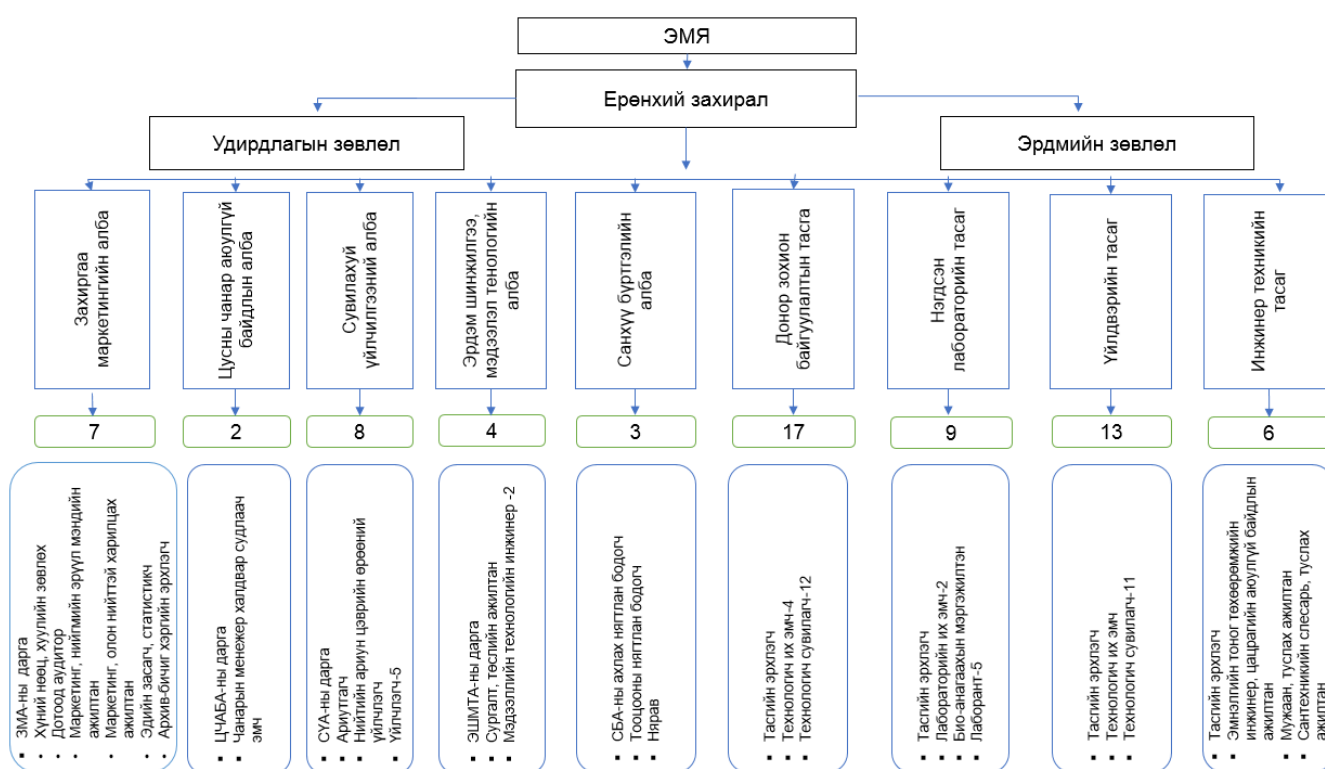 ЭМЯ
Ерөнхий захирал
Удирдлагын зөвлөл
Эрдмийн зөвлөл
Захиргаа
маркетингийн алба
Цусны чанар аюулгүй
байдлын алба
Сувилахуй
үйлчилгээний алба
Эрдэм шинжилгээ,
мэдээлэл төнологийн
алба
Санхүү бүртгэлийн
алба
Донор зохион
байгуулалтын тасга
Нэгдсэн
лабораторийн тасаг
Үйлдвэрийн тасаг
Инжинер техникийн
тасаг
7
2
8
4
3
17
9
13
6
▪ ЗМА-ны дарга
• Хүний нөөц, хуулийн зөвлөх
• Дотоод аудитор
• Маркетинг, нийгмийн эрүүл мэндийн
ажилтан
• Маркетинг, олон нийттэй харилцах
ажилтан
• Эдийн засагч, статистикч
• Архив-бичиг хэргийн эрхлэгч
▪ ЦЧАБА-ны дарга
▪ Чанарын менежер халдвар судлаач
эмч
▪ СҮА-ны дарга
▪ Ариутгагч
▪ Нийтийн ариун цэврийн өрөөний
үйлчлэгч
▪ Үйлчлэгч-5
▪ ЭШМТА-ны дарга
▪ Сургалт, төслийн ажилтан
▪ Мэдээллийн технологийн инженер -2
▪ СБА-ны ахлах нягтлан бодогч
▪ Тооцооны нягтлан бодогч
▪ Нярав
▪ Тасгийн эрхлэгч
▪ Технологич их эмч-4
▪ Технологич сувилагч-12
▪ Тасгийн эрхлэгч
▪ Лабораторийн их эмч-2
▪ Био-анагаахын мэргэжилтэн
▪ Лаборант-5
▪ Тасгийн эрхлэгч
▪ Технологич их эмч
▪ Технологич сувилагч-11
▪ Тасгийн эрхлэгч
▪ Эмнэлгийн тоног төхөөрөмжийн
инженер, цацрагийн аюулгүй байдлын
ажилтан
▪ Мужаан, туслах ажилтан
▪ Сантехникийн слесарь, туслах
ажилтан